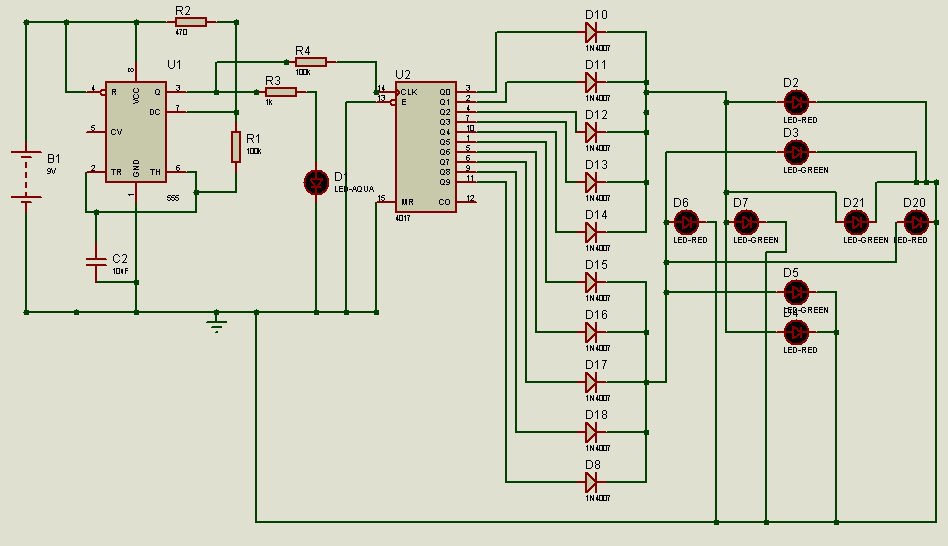 R2
470
U1
8
4
R
VCC
Q
3
DC
7
5
CV
GND
2
TR
TH
6
1
555
B1
9V
C2
10uF
R1
100k
R4
100k
R3
1k
D1
LED-AQUA
U2
14
CLK
13
E
Q0
3
Q1
2
Q2
4
Q3
7
Q4
10
Q5
1
Q6
5
Q7
6
Q8
9
Q9
11
15
MR
CO
12
4017
D10
1N4007
D11
1N4007
D12
1N4007
D13
1N4007
D14
1N4007
D15
1N4007
D16
1N4007
D17
1N4007
D18
1N4007
D8
1N4007
D2
LED-RED
D3
LED-GREEN
D6
LED-RED
D7
LED-GREEN
D21
LED-GREEN
D20
LED-RED
D5
LED-GREEN
D4
LED-RED